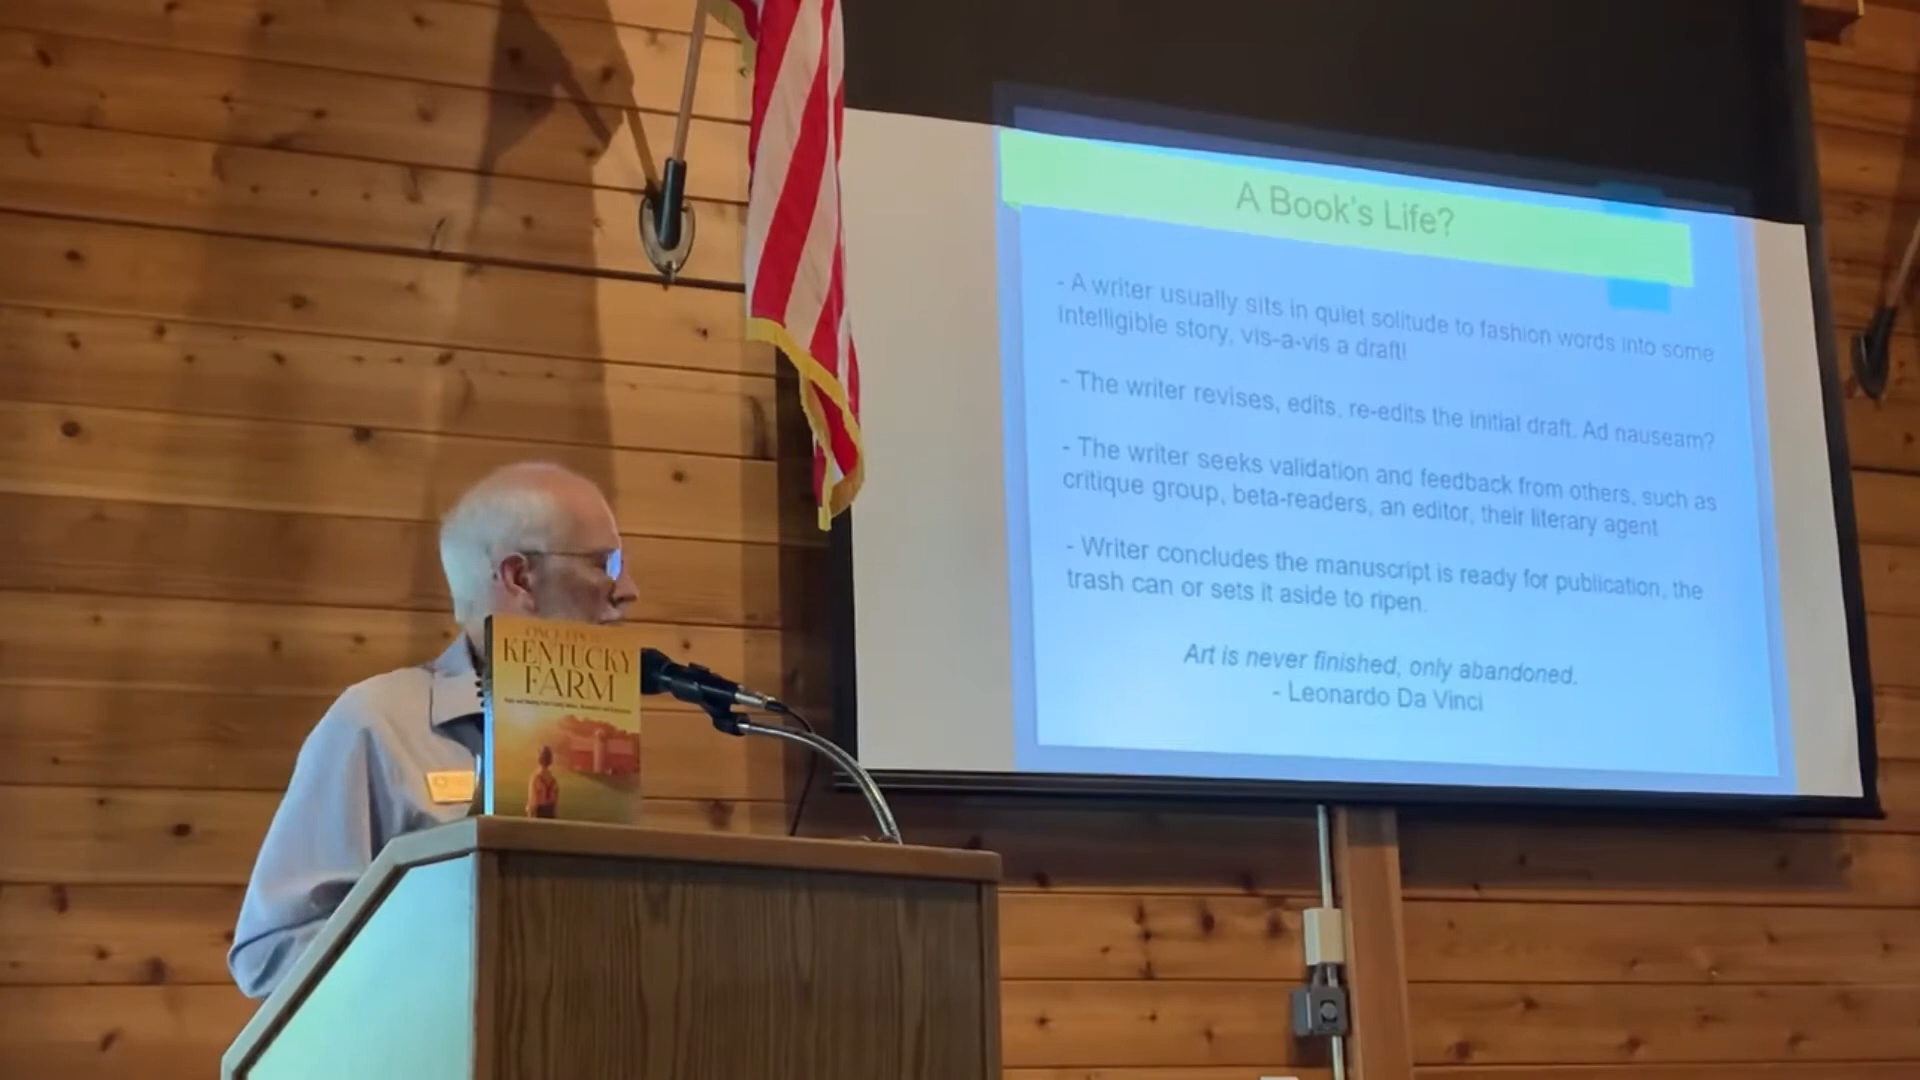 A Book's Life?
- A writer usually sits in quiet solitude to fashion words into some
intelligible story, vis-a-vis a draft!
- The writer revises, edits, re-edits the initial draft. Ad nauseam?
- The writer seeks validation and feedback from others, such as
critique group, beta-readers, an editor, their literary agent
- Writer concludes the manuscript is ready for publication, the
trash can or sets it aside to ripen.
Art is never finished, only abandoned.
- Leonardo Da Vinci
KENTUCKY
FARM